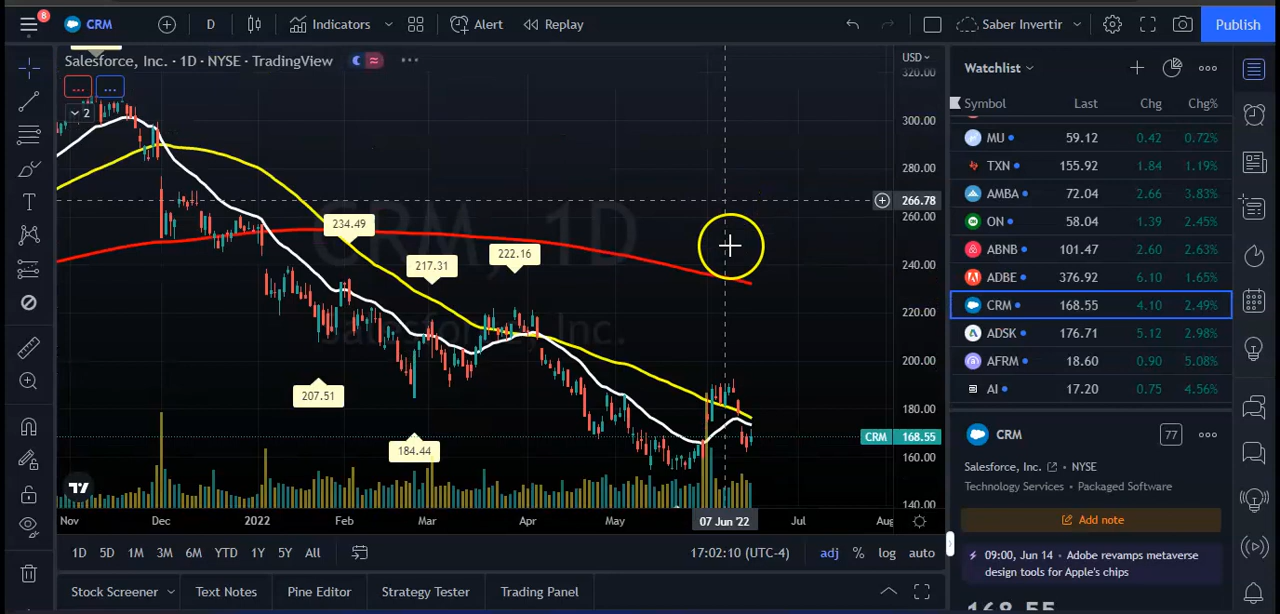 8
CRM
D
Indicators
Alert
Replay
Saber Invertir
Publish
Salesforce, Inc. · 1D · NYSE · TradingView
...
...
2
CRM, 1D
Salesforce, Inc.
234.49
217.31
222.16
207.51
184.44
USD
320.00
300.00
280.00
266.78
260.00
240.00
220.00
200.00
180.00
CRM 168.55
160.00
140.00
Nov Dec 2022 Feb Mar Apr May 07 Jun '22 Jul Aug
1D 5D 1M 3M 6M YTD 1Y 5Y All
17:02:10 (UTC-4) adj % log auto
Stock Screener Text Notes Pine Editor Strategy Tester Trading Panel
Watchlist
Symbol Last Chg Chg%
MU 59.12 0.42 0.72%
TXN 155.92 1.84 1.19%
AMBA 72.04 2.66 3.83%
ON 58.04 1.39 2.45%
ABNB 101.47 2.60 2.63%
ADBE 376.92 6.10 1.65%
CRM 168.55 4.10 2.49%
ADSK 176.71 5.12 2.98%
AFRM 18.60 0.90 5.08%
AI 17.20 0.75 4.56%
CRM 77
Salesforce, Inc. • NYSE
Technology Services • Packaged Software
Add note
09:00, Jun 14 • Adobe revamps metaverse
design tools for Apple's chips
168.55